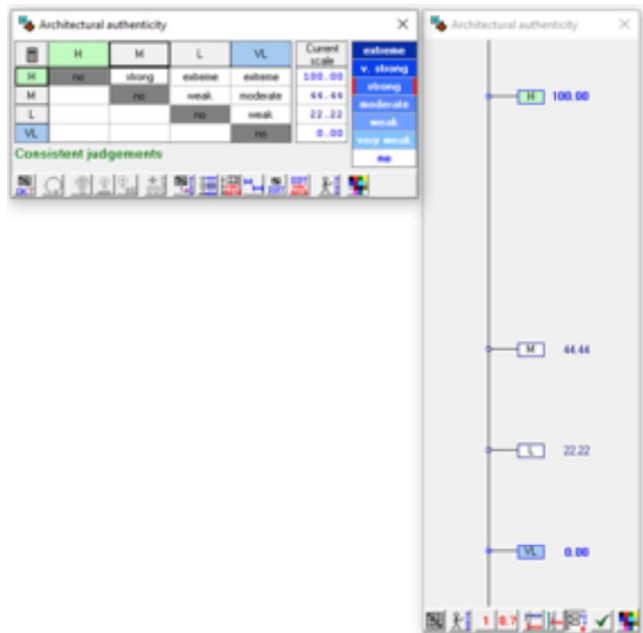 Architectural authenticity
H M L VL Current scale
H no strong extreme extreme 100.00
M no weak moderate 44.44
L no weak 22.22
VL no 0.00
Consistent judgements
extreme
v. strong
strong
moderate
weak
very weak
no
Architectural authenticity
H 100.00
M 44.44
L 22.22
VL 0.00